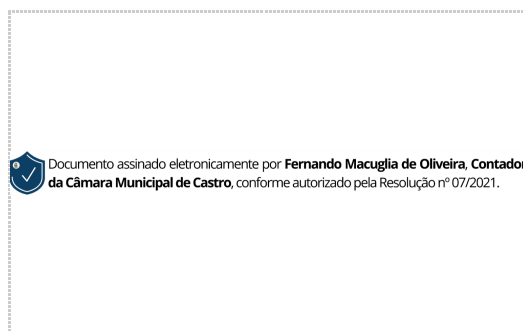 Documento assinado eletronicamente por Fernando Macuglia de Oliveira, Contador
da Câmara Municipal de Castro, conforme autorizado pela Resolução nº 07/2021.